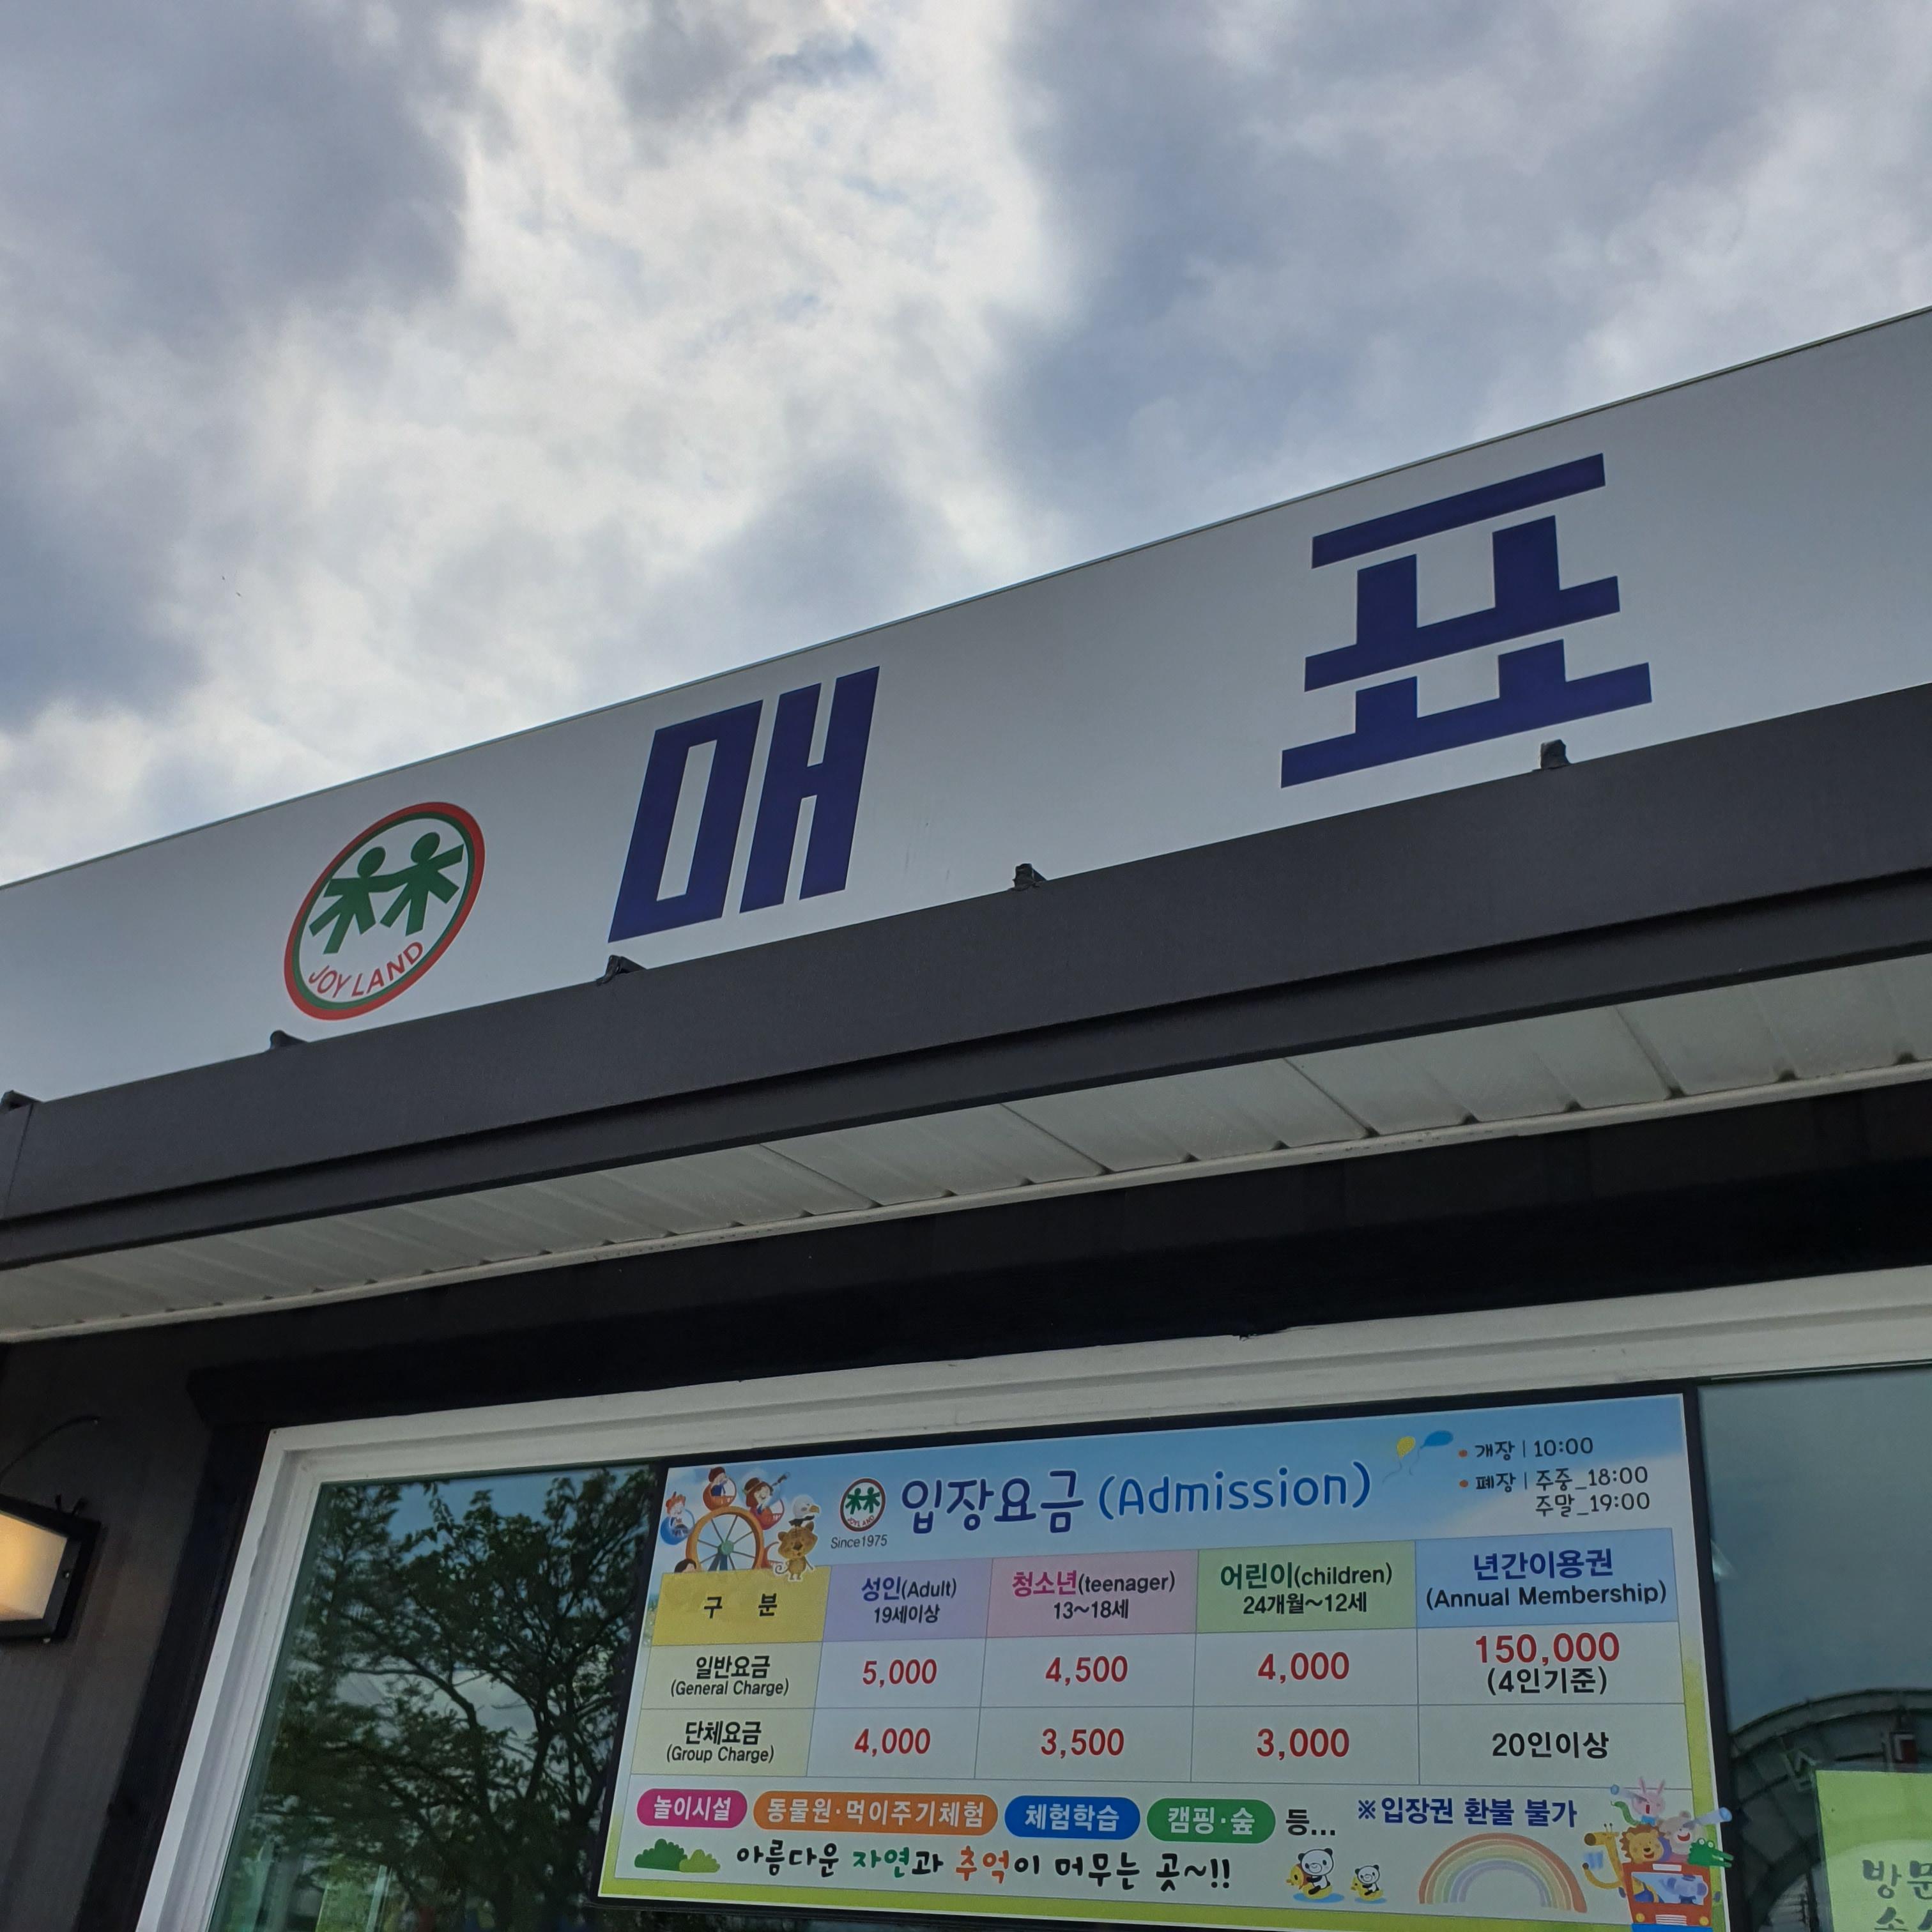 JOY LAND
매 표
JOY LAND
Since1975
입장요금 (Admission)
• 개장 | 10:00
• 폐장 | 주중_18:00
주말_19:00
구 분
성인(Adult)
19세이상
청소년(teenager)
13~18세
어린이(children)
24개월~12세
년간이용권
(Annual Membership)
일반요금
(General Charge)
5,000
4,500
4,000
150,000
(4인기준)
단체요금
(Group Charge)
4,000
3,500
3,000
20인이상
놀이시설 동물원·먹이주기체험 체험학습 캠핑·숲 등... ※입장권 환불 불가
아름다운 자연과 추억이 머무는 곳~!!